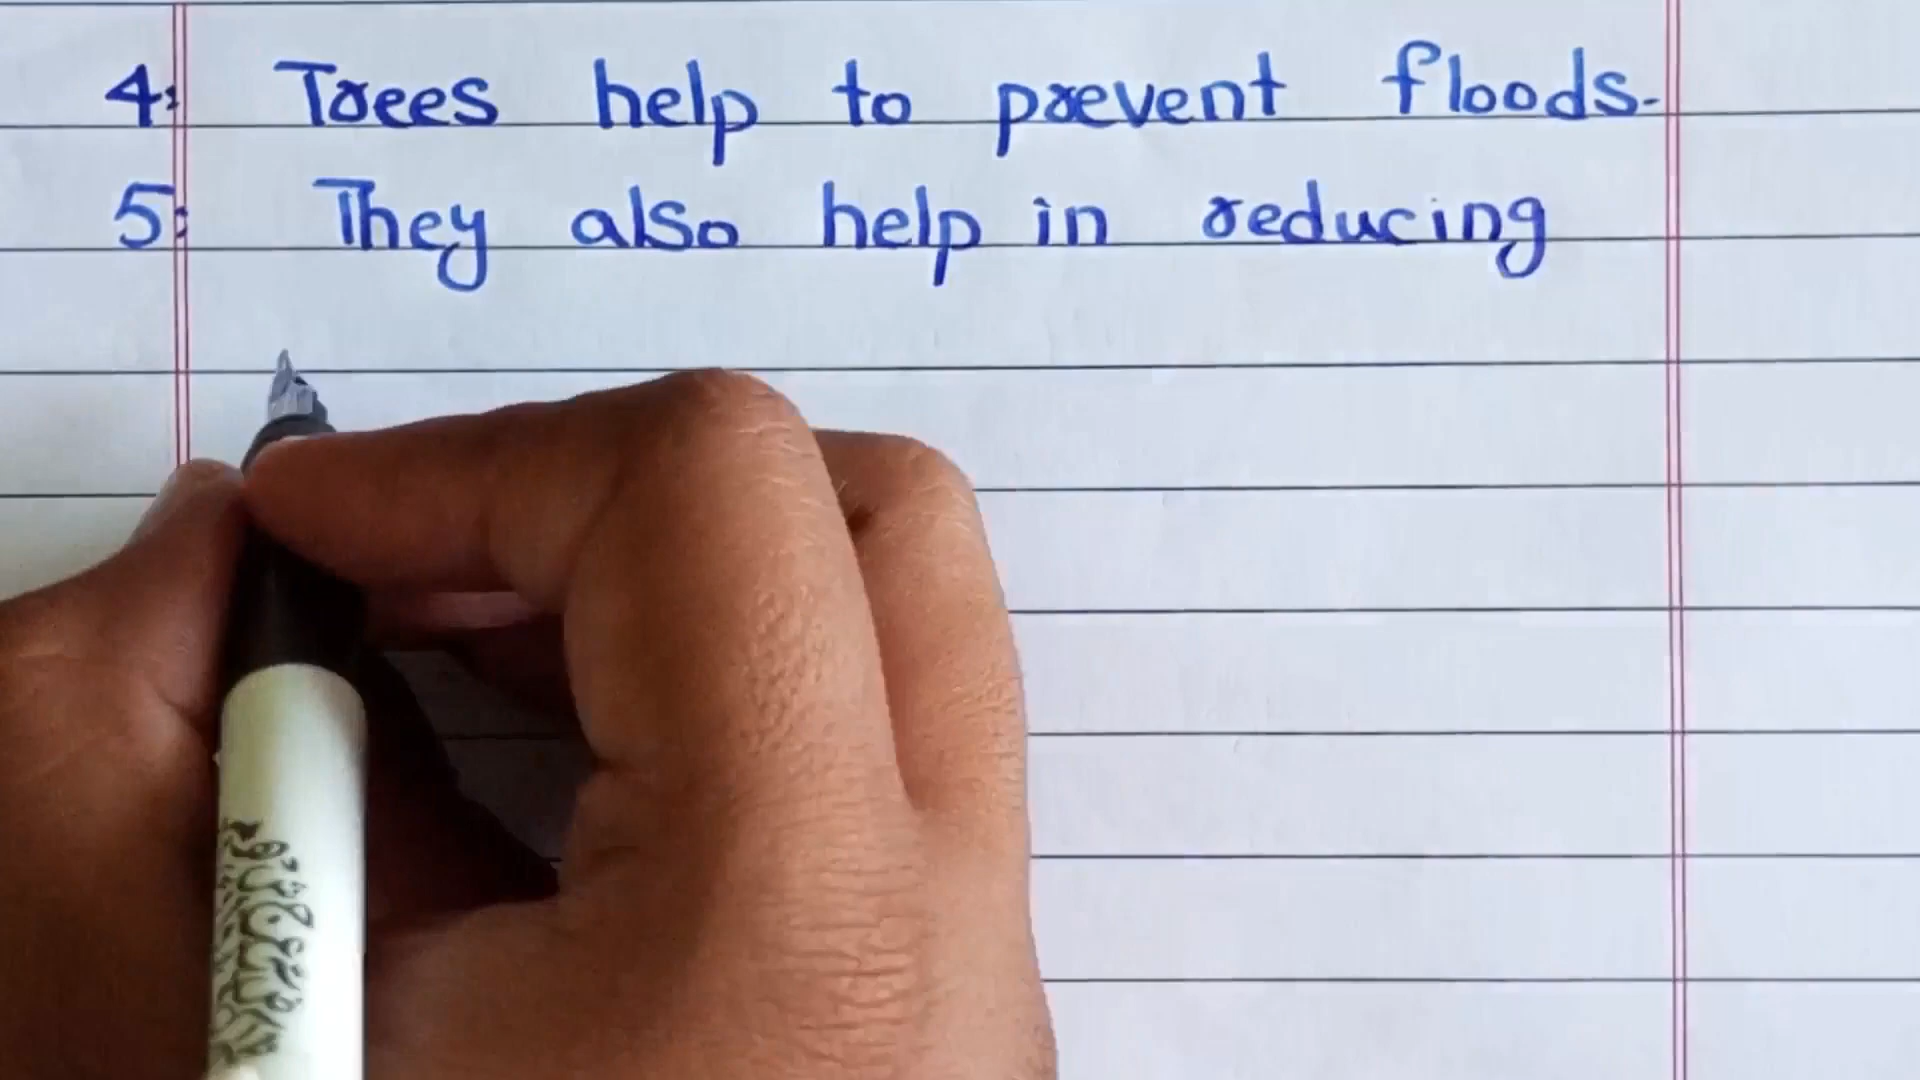 4: Trees help to prevent floods.
5: They also help in reducing